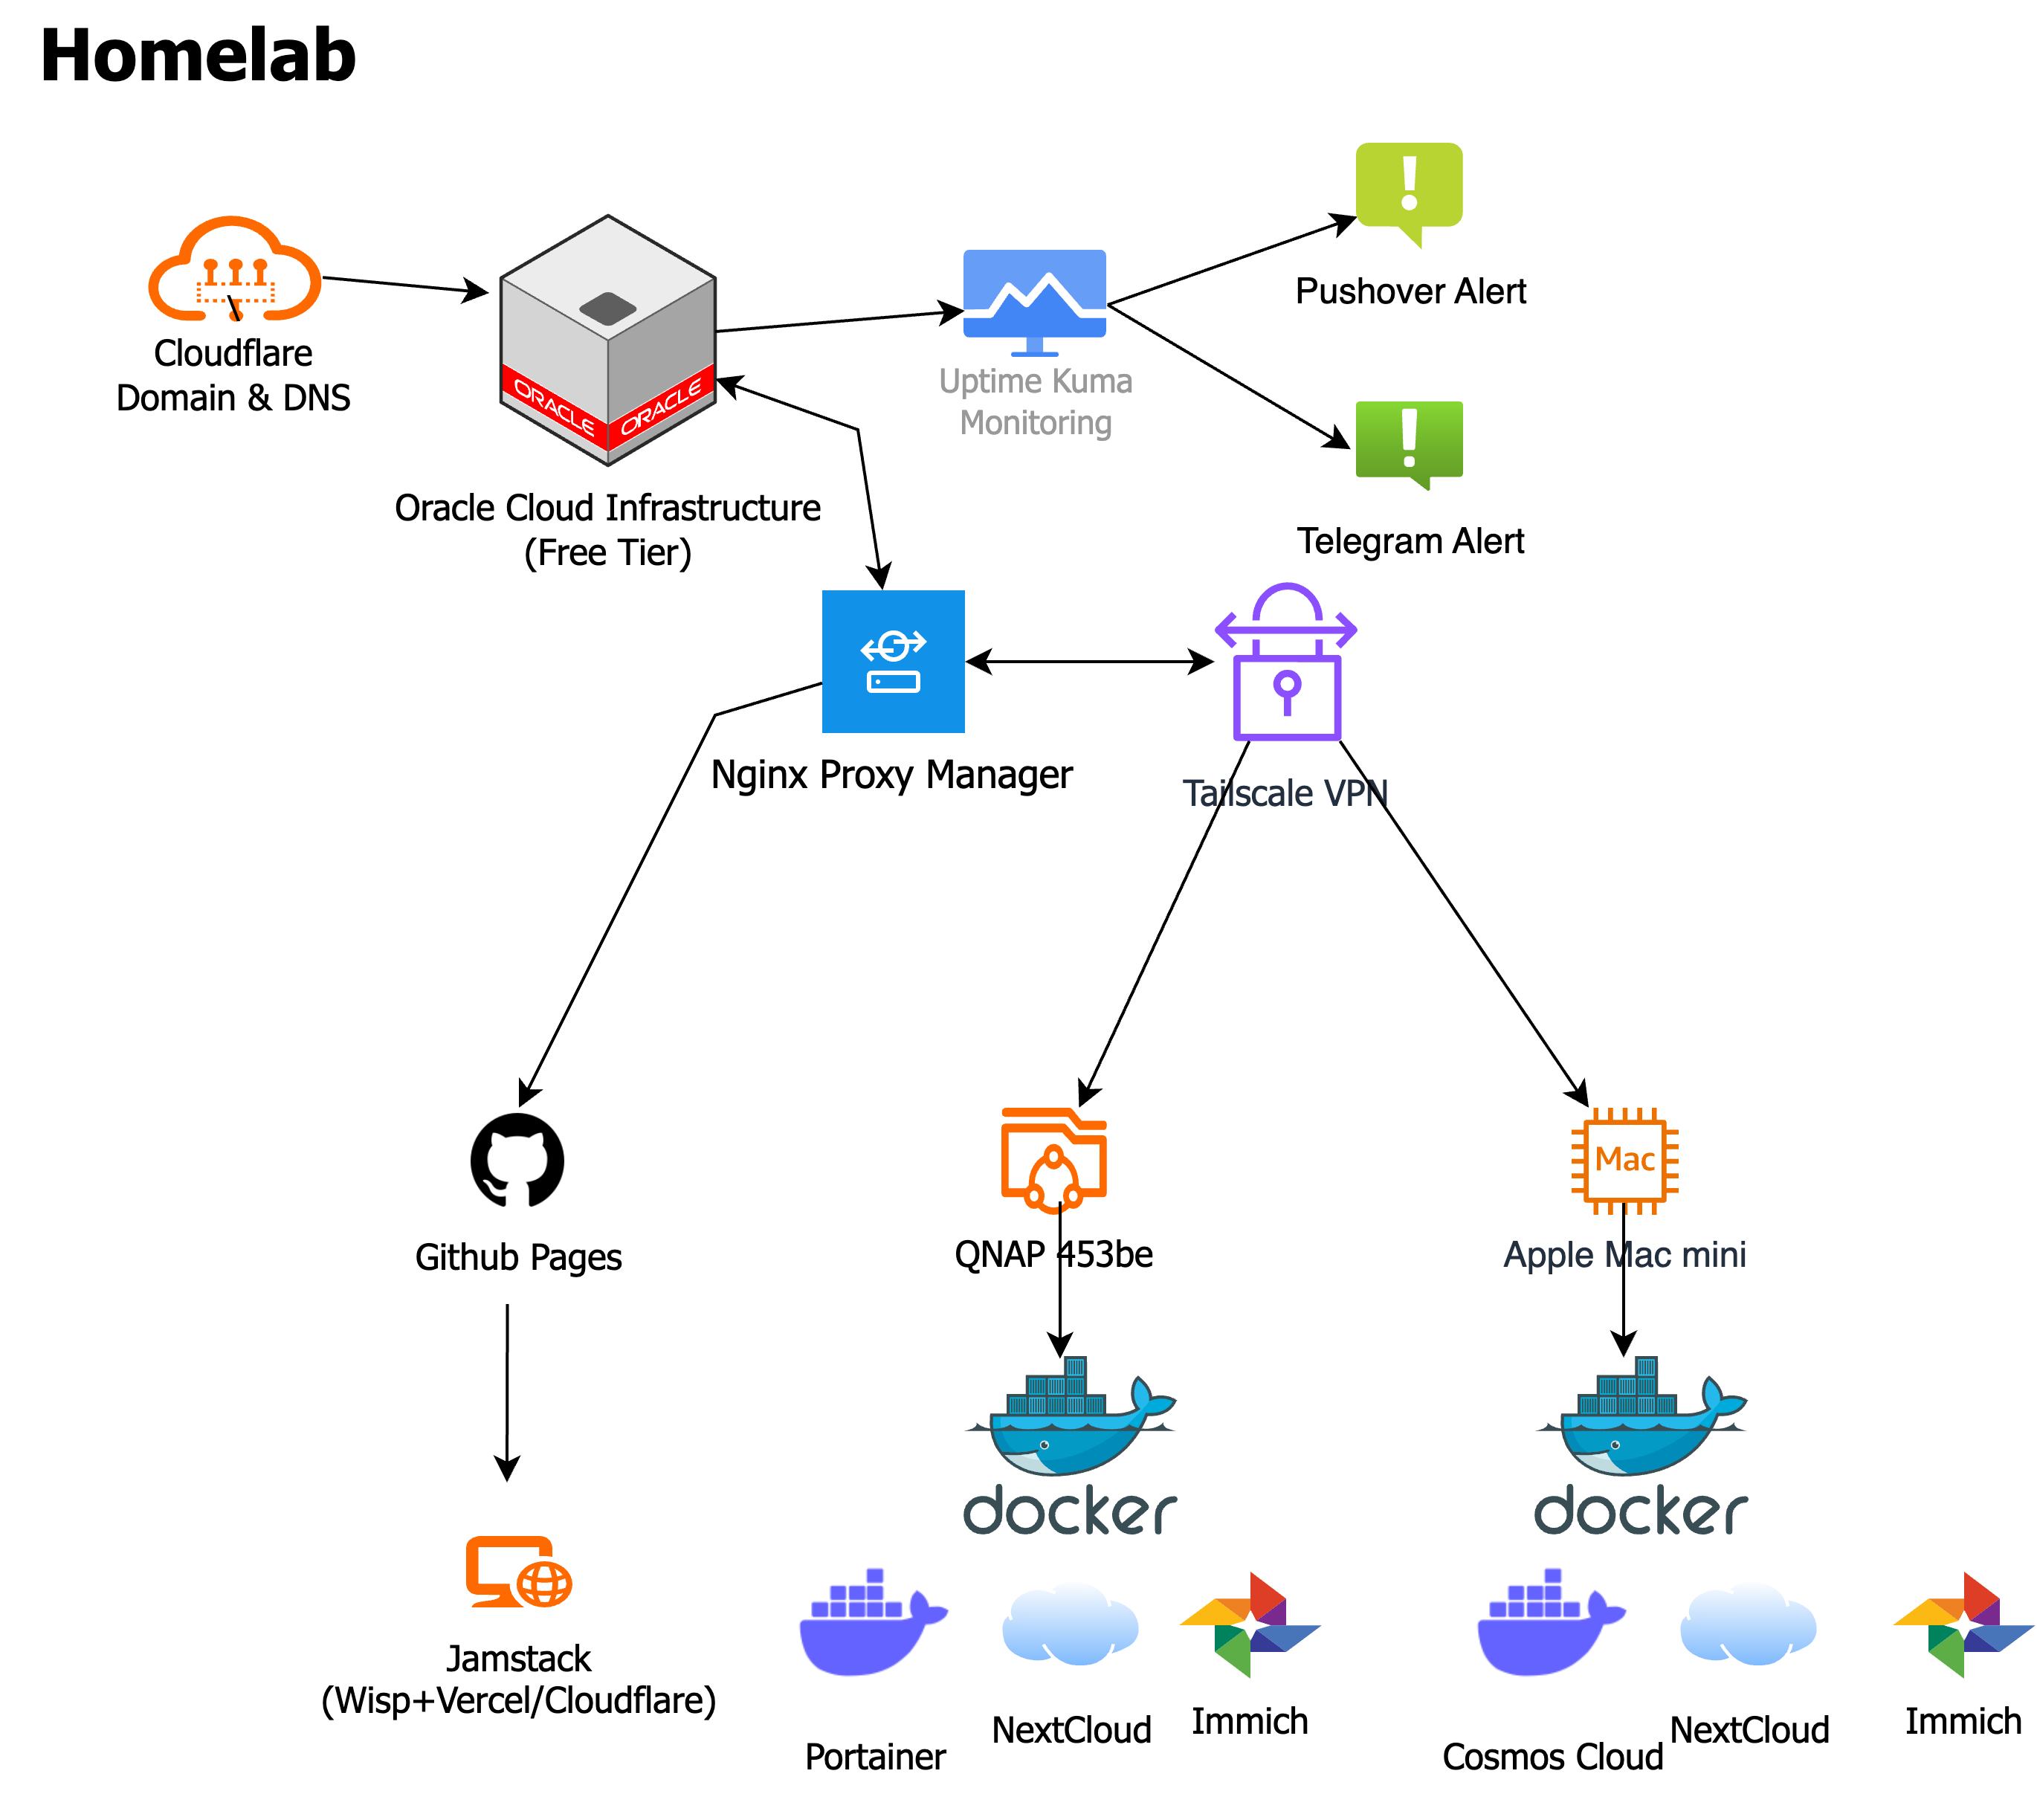 Homelab
Cloudflare
Domain & DNS
ORACLE
ORACLE
Oracle Cloud Infrastructure
(Free Tier)
Uptime Kuma
Monitoring
Pushover Alert
Telegram Alert
Nginx Proxy Manager
Tailscale VPN
Github Pages
QNAP 453be
Mac
Apple Mac mini
docker
docker
Jamstack
(Wisp+Vercel/Cloudflare)
Portainer
NextCloud
Immich
Cosmos Cloud
NextCloud
Immich